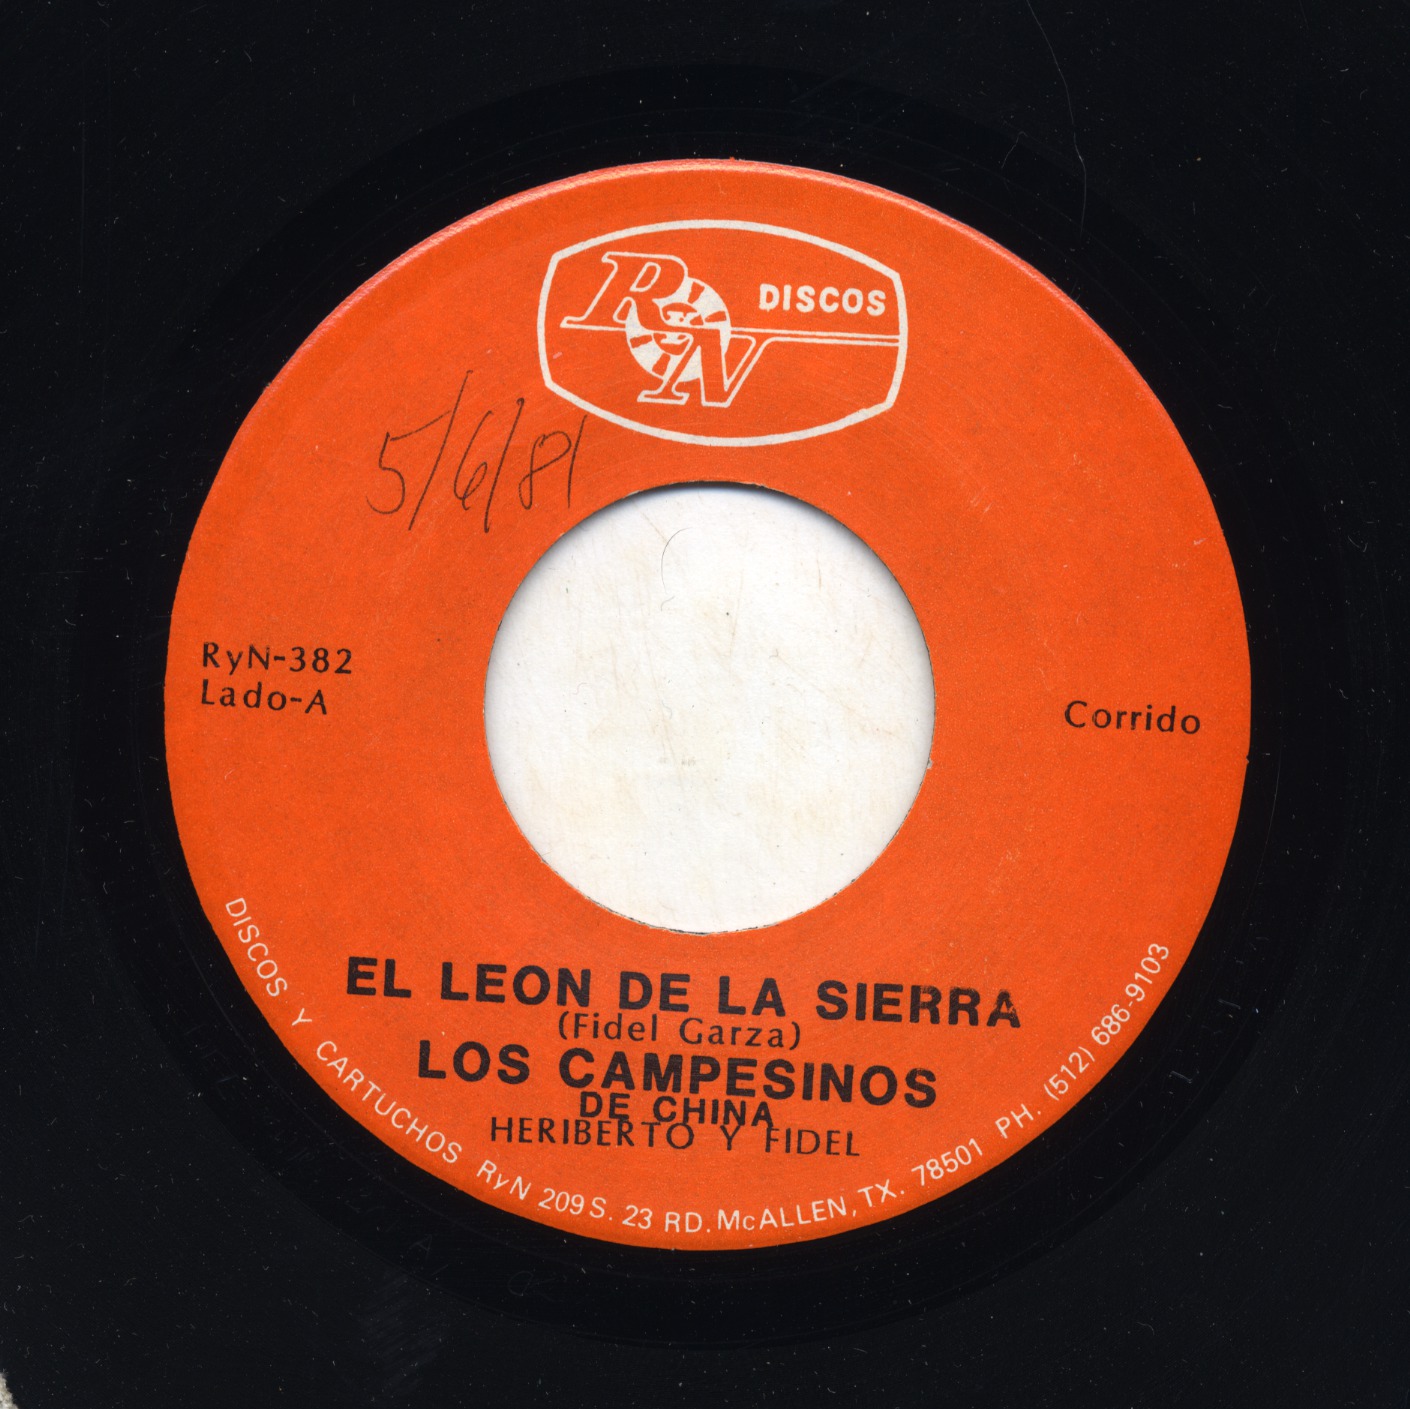 RyN DISCOS
5/6/81
RyN-382
Lado-A
Corrido
EL LEON DE LA SIERRA
(Fidel Garza)
LOS CAMPESINOS
DE CHINA
HERIBERTO Y FIDEL
DISCOS Y CARTUCHOS RyN 209 S. 23 RD. McALLEN, TX. 78501 PH. (512) 686-9103